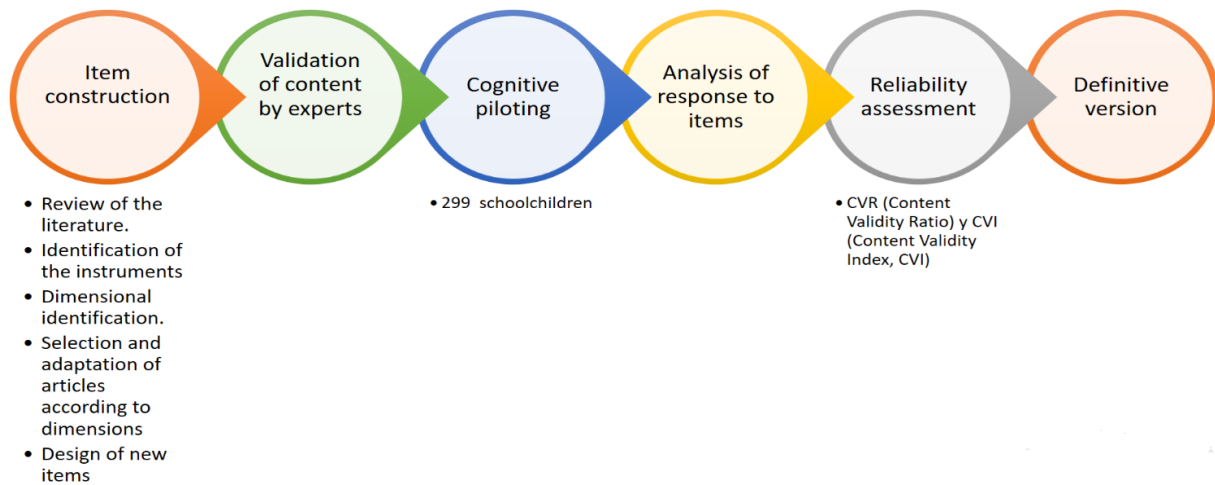 Item
construction
Validation
of content
by experts
Cognitive
piloting
Analysis of
response to
items
Reliability
assessment
Definitive
version
• Review of the
literature.
• Identification of
the instruments
• Dimensional
identification.
• Selection and
adaptation of
articles
according to
dimensions
• Design of new
items
• 299 schoolchildren
• CVR (Content
Validity Ratio) y CVI
(Content Validity
Index, CVI)